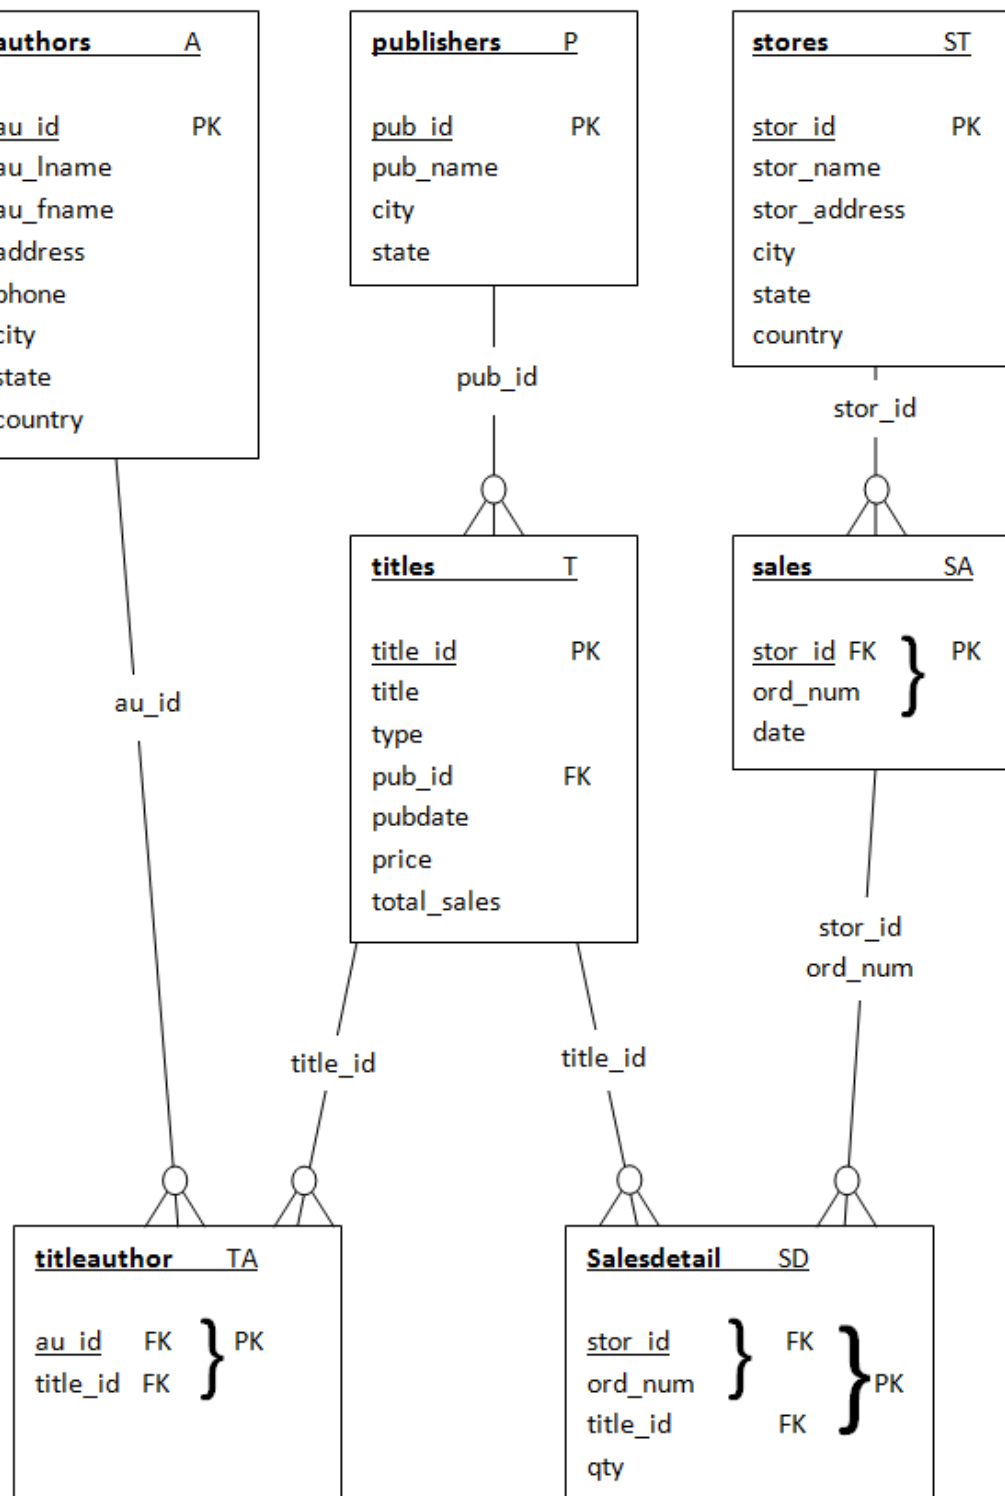 authors A
au_id PK
au_lname
au_fname
address
phone
city
state
country
publishers P
pub_id PK
pub_name
city
state
stores ST
stor_id PK
stor_name
stor_address
city
state
country
pub_id
stor_id
titles T
title_id PK
title
type
pub_id FK
pubdate
price
total_sales
sales SA
stor_id FK } PK
ord_num
date
au_id
stor_id
ord_num
title_id
title_id
titleauthor TA
au_id FK } PK
title_id FK
Salesdetail SD
stor_id } FK
ord_num } PK
title_id FK
qty